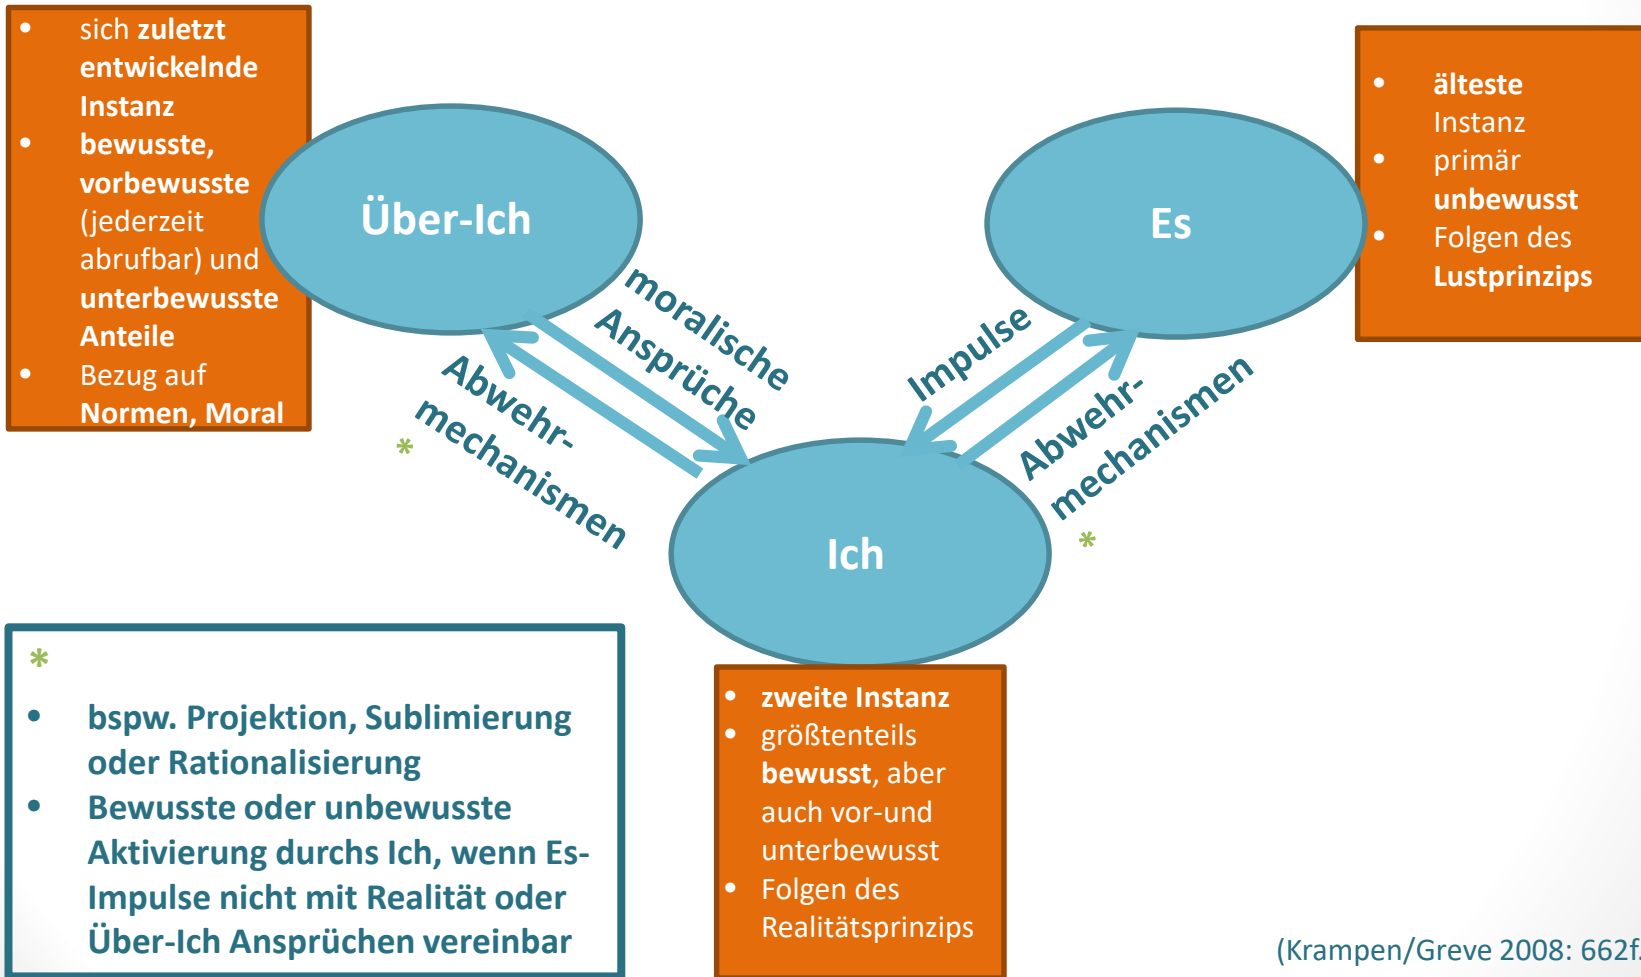 • sich zuletzt
entwickelnde
Instanz
• bewusste,
vorbewusste
(jederzeit
abrufbar) und
unterbewusste
Anteile
• Bezug auf
Normen, Moral
Über-Ich
Es
• älteste
Instanz
• primär
unbewusst
• Folgen des
Lustprinzips
moralische
Ansprüche
Abwehr-
mechanismen
*
Impulse
Abwehr-
mechanismen
*
Ich
• zweite Instanz
• größtenteils
bewusst, aber
auch vor-und
unterbewusst
• Folgen des
Realitätsprinzips
*
• bspw. Projektion, Sublimierung
oder Rationalisierung
• Bewusste oder unbewusste
Aktivierung durchs Ich, wenn Es-
Impulse nicht mit Realität oder
Über-Ich Ansprüchen vereinbar
(Krampen/Greve 2008: 662f.